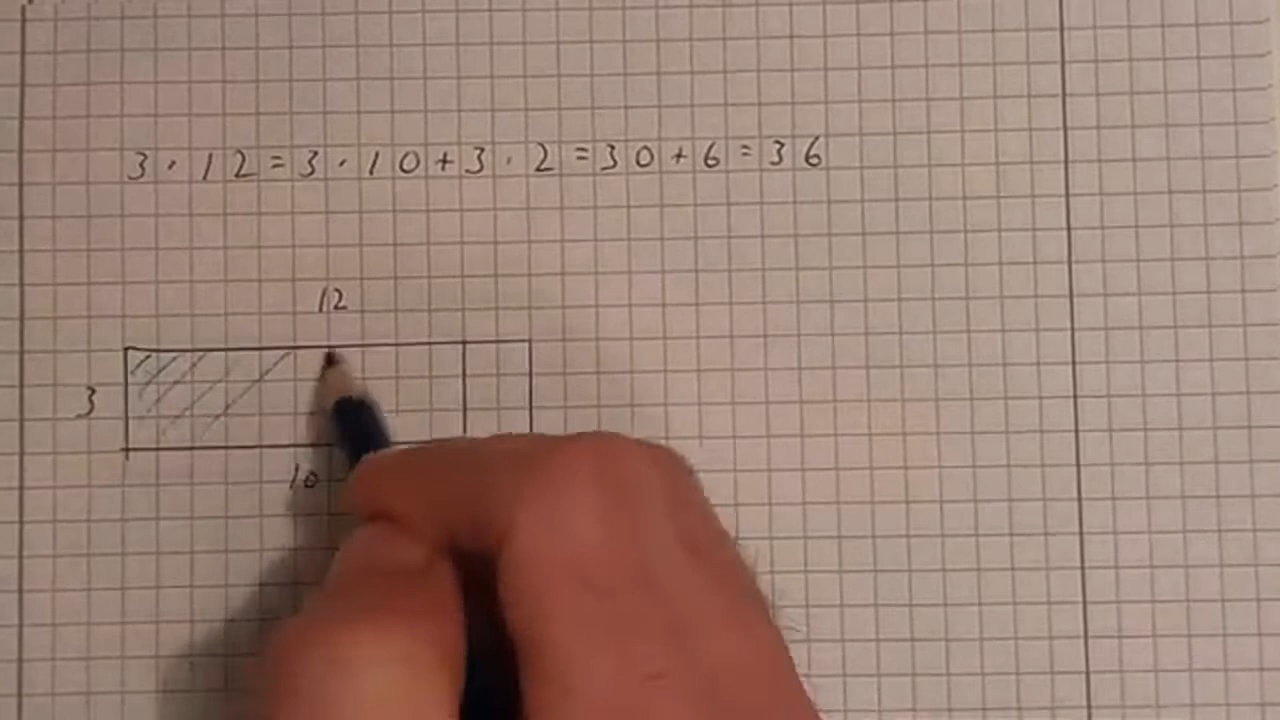 3 · 12 = 3 · 10 + 3 · 2 = 30 + 6 = 36
12
3
10